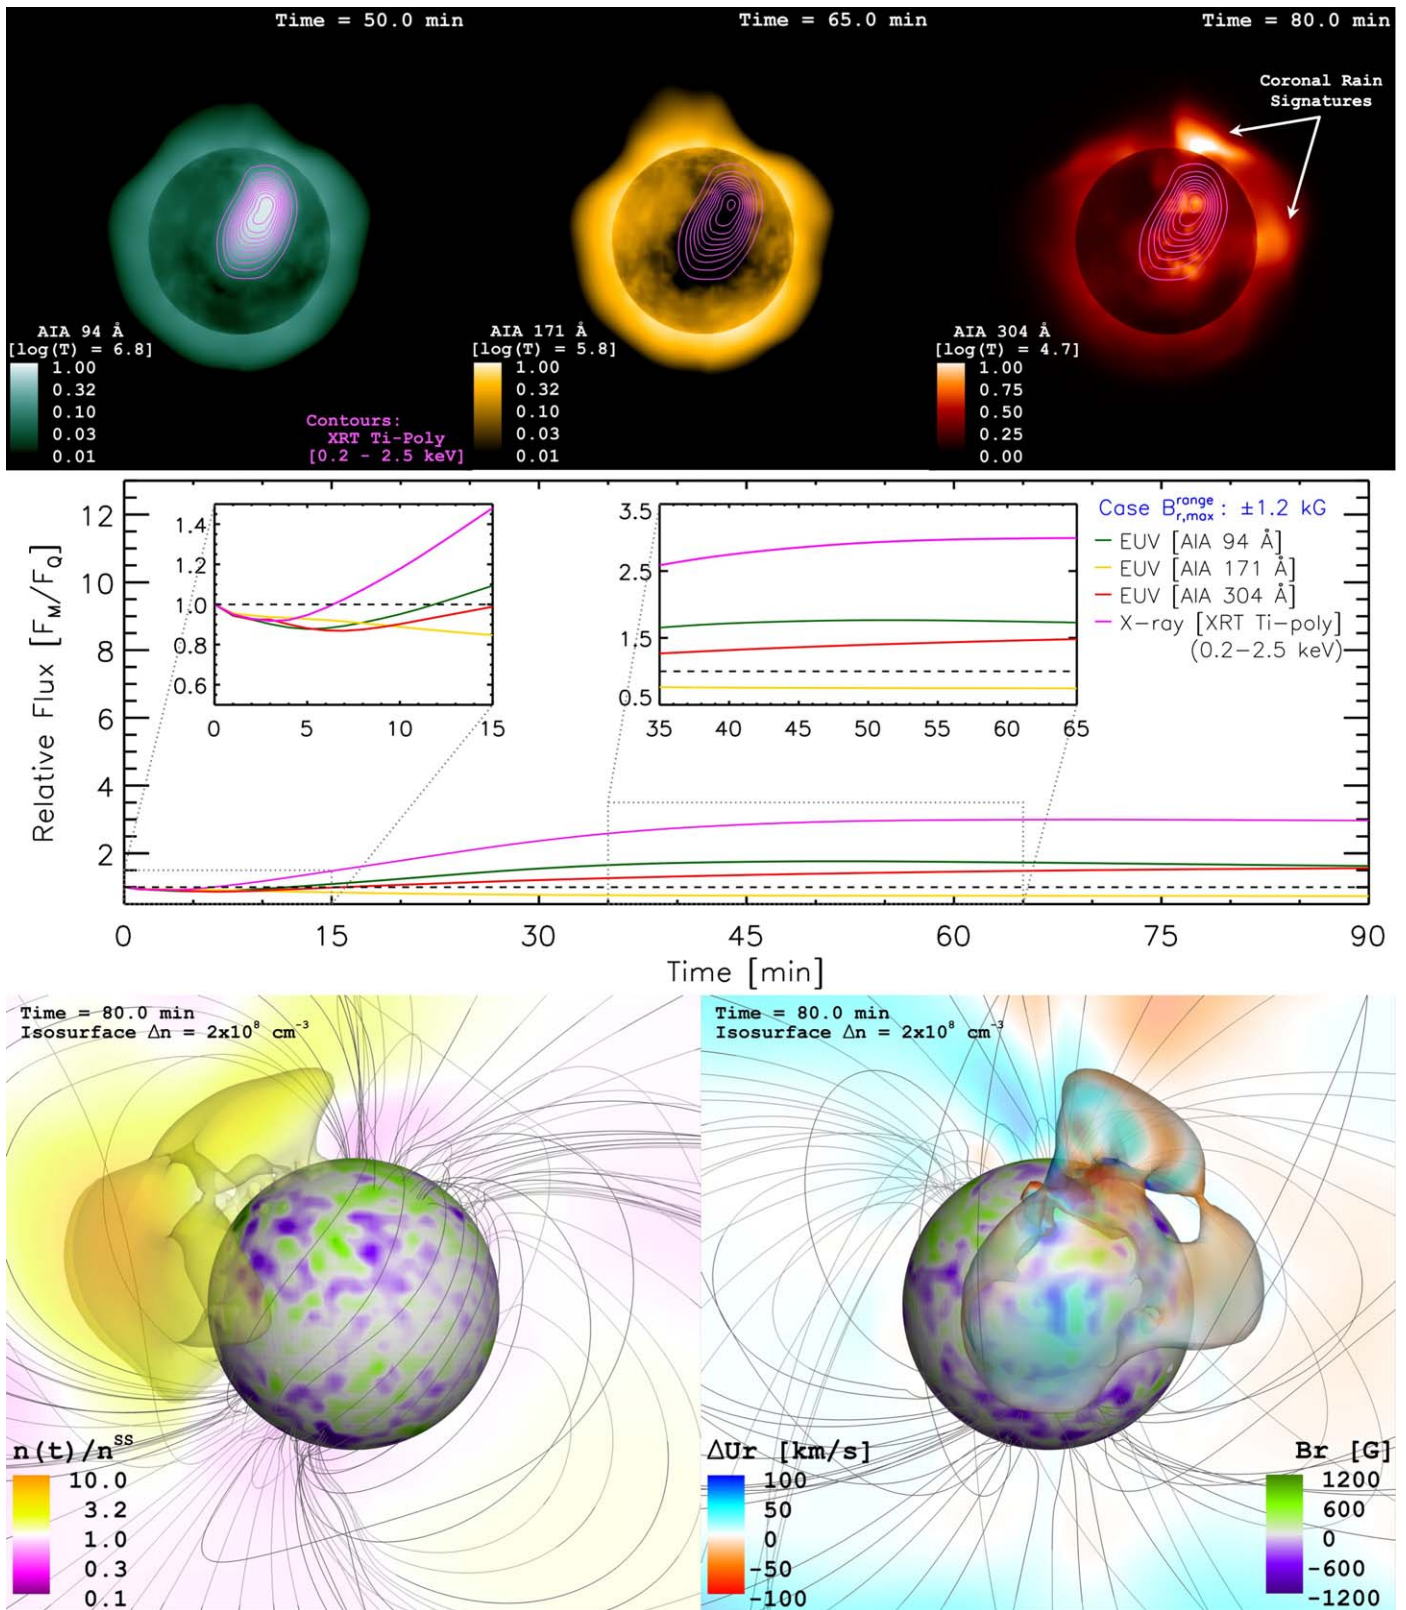 Time = 50.0 min
Time = 65.0 min
Time = 80.0 min
Coronal Rain
Signatures
AIA 94 Å
[log(T) = 6.8]
1.00
0.32
0.10
0.03
0.01
Contours:
XRT Ti-Poly
[0.2 - 2.5 keV]
AIA 171 Å
[log(T) = 5.8]
1.00
0.32
0.10
0.03
0.01
AIA 304 Å
[log(T) = 4.7]
1.00
0.75
0.50
0.25
0.00
Relative Flux [F_M/F_Q]
12
10
8
6
4
2
1.4
1.2
1.0
0.8
0.6
0
5
10
15
3.5
2.5
1.5
0.5
35
40
45
50
55
60
65
Case B_{r,max}^{range}: ±1.2 kG
EUV [AIA 94 Å]
EUV [AIA 171 Å]
EUV [AIA 304 Å]
X-ray [XRT Ti-poly]
(0.2-2.5 keV)
0
15
30
45
60
75
90
Time [min]
Time = 80.0 min
Isosurface Δn = 2x10⁸ cm⁻³
n(t)/n^SS
10.0
3.2
1.0
0.3
0.1
Time = 80.0 min
Isosurface Δn = 2x10⁸ cm⁻³
ΔUr [km/s]
100
50
0
-50
-100
Br [G]
1200
600
0
-600
-1200